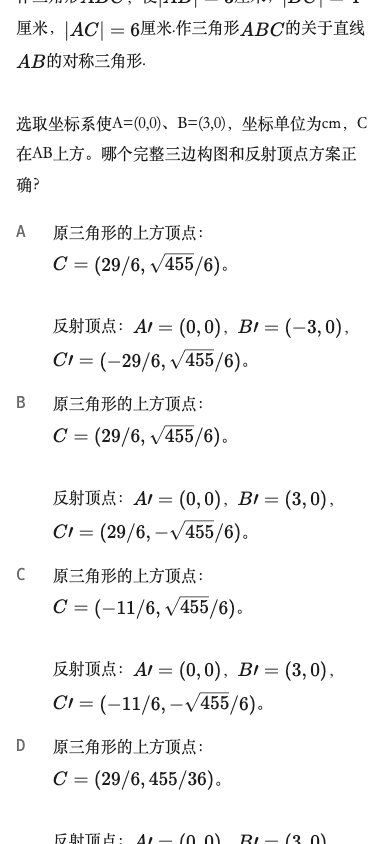 厘米，|AC| = 6厘米.作三角形ABC的关于直线
AB的对称三角形.
选取坐标系使A=(0,0)、B=(3,0)，坐标单位为cm，C
在AB上方。哪个完整三边构图和反射顶点方案正
确?
A 原三角形的上方顶点：
C = (29/6, √455/6)。
反射顶点：A′ = (0, 0)，B′ = (−3, 0)，
C′ = (−29/6, √455/6)。
B 原三角形的上方顶点：
C = (29/6, √455/6)。
反射顶点：A′ = (0, 0)，B′ = (3, 0)，
C′ = (29/6, −√455/6)。
C 原三角形的上方顶点：
C = (−11/6, √455/6)。
反射顶点：A′ = (0, 0)，B′ = (3, 0)，
C′ = (−11/6, −√455/6)。
D 原三角形的上方顶点：
C = (29/6, 455/36)。
反射顶点：A′ = (0, 0)，B′ = (3, 0)